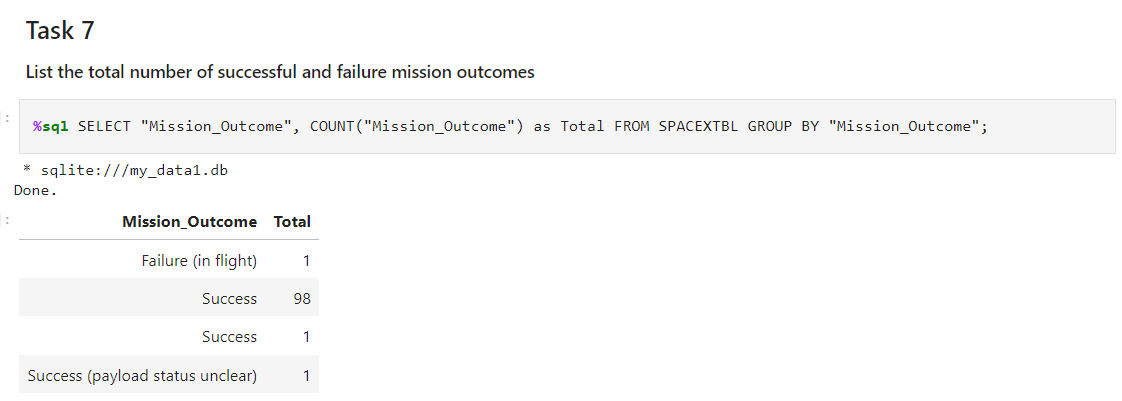 Task 7
List the total number of successful and failure mission outcomes
]:
%sql SELECT "Mission_Outcome", COUNT("Mission_Outcome") as Total FROM SPACEXTBL GROUP BY "Mission_Outcome";
* sqlite:///my_data1.db
Done.
]:
Mission_Outcome Total
Failure (in flight) 1
Success 98
Success 1
Success (payload status unclear) 1